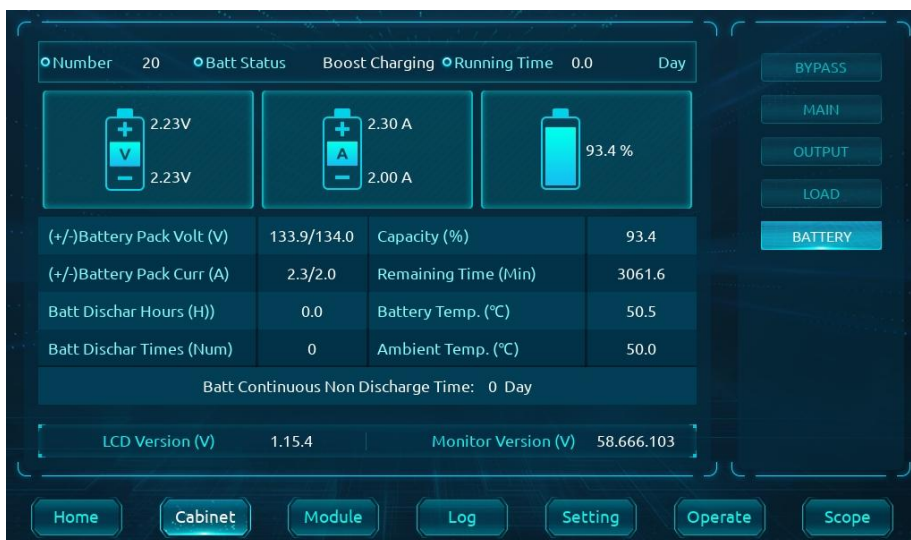 Number 20 Batt Status Boost Charging Running Time 0.0 Day
BYPASS
MAIN
OUTPUT
LOAD
BATTERY
+ 2.23V
V
- 2.23V
+ 2.30 A
A
- 2.00 A
93.4 %
(+/-)Battery Pack Volt (V) 133.9/134.0 Capacity (%) 93.4
(+/-)Battery Pack Curr (A) 2.3/2.0 Remaining Time (Min) 3061.6
Batt Dischar Hours (H)) 0.0 Battery Temp. (℃) 50.5
Batt Dischar Times (Num) 0 Ambient Temp. (℃) 50.0
Batt Continuous Non Discharge Time: 0 Day
LCD Version (V) 1.15.4 Monitor Version (V) 58.666.103
Home Cabinet Module Log Setting Operate Scope